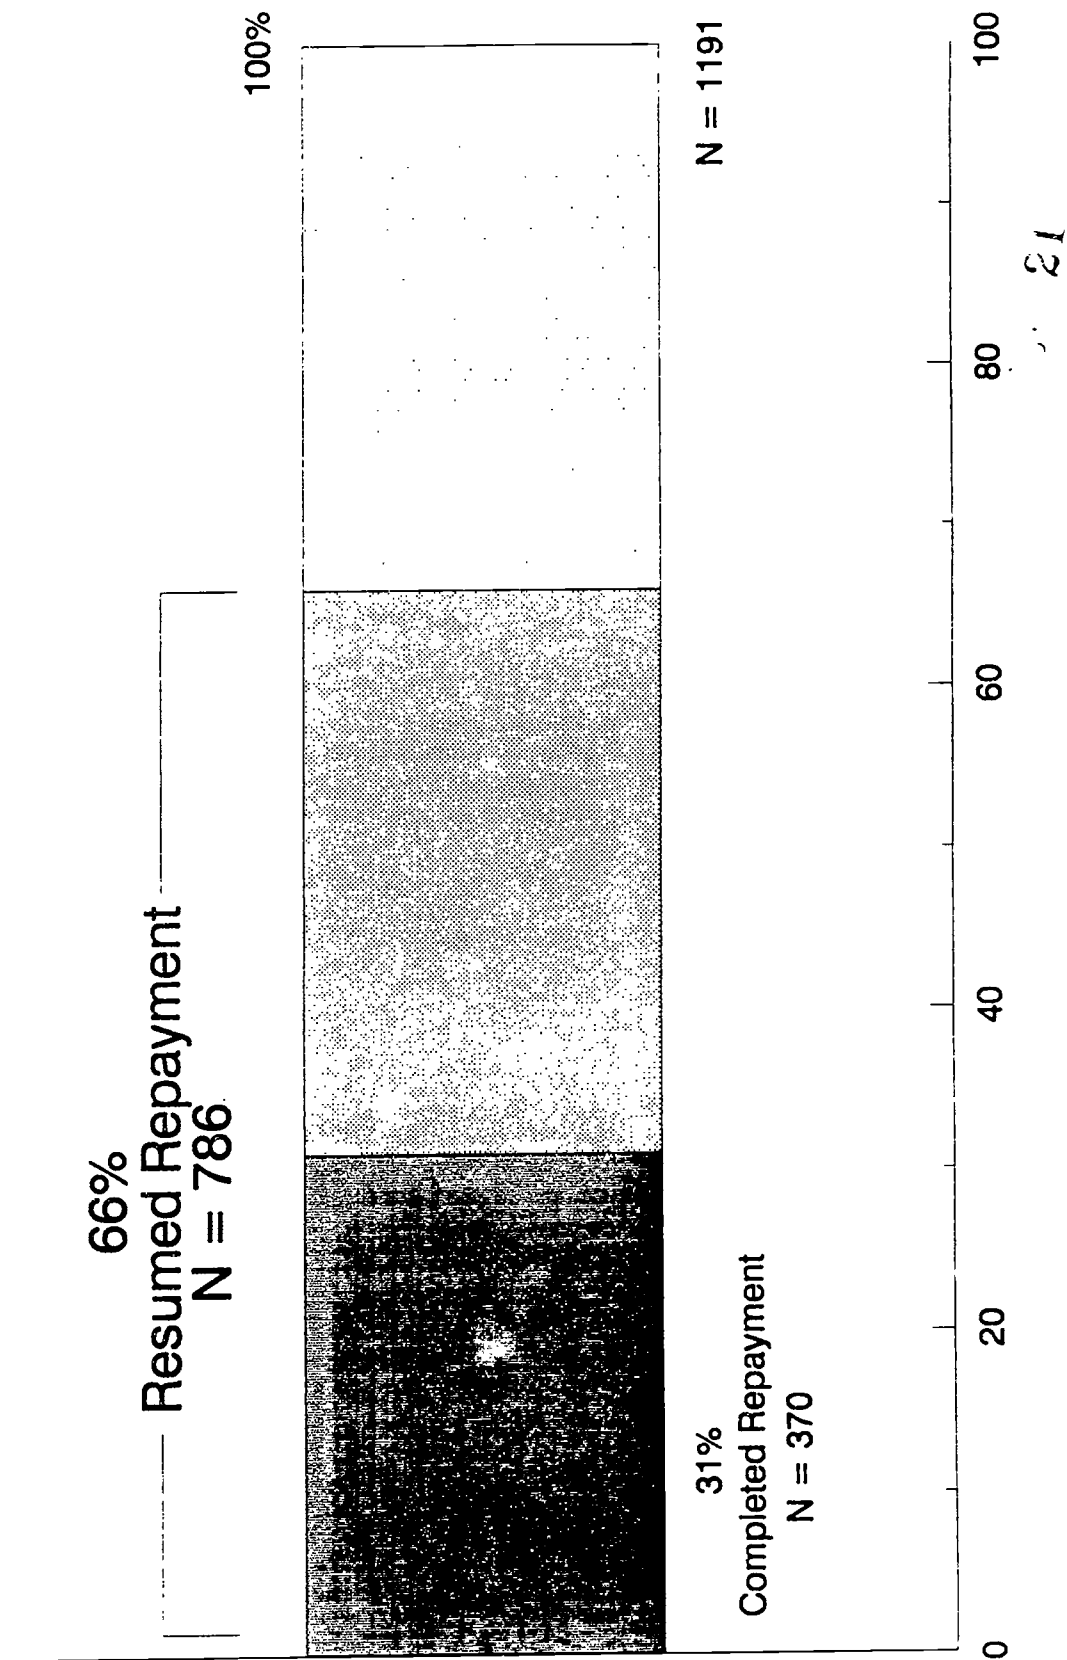 66%
Resumed Repayment
N = 786
100%
N = 1191
31%
Completed Repayment
N = 370
0 20 40 60 80 100
21